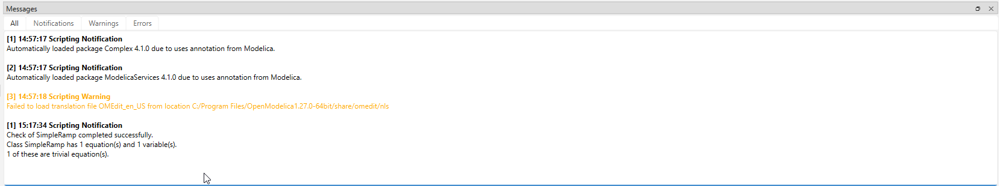 Messages
All
Notifications
Warnings
Errors
[1] 14:57:17 Scripting Notification
Automatically loaded package Complex 4.1.0 due to uses annotation from Modelica.
[2] 14:57:17 Scripting Notification
Automatically loaded package ModelicaServices 4.1.0 due to uses annotation from Modelica.
[3] 14:57:18 Scripting Warning
Failed to load translation file OMEdit_en_US from location C:/Program Files/OpenModelica1.27.0-64bit/share/omedit/nls
[1] 15:17:34 Scripting Notification
Check of SimpleRamp completed successfully.
Class SimpleRamp has 1 equation(s) and 1 variable(s).
1 of these are trivial equation(s).